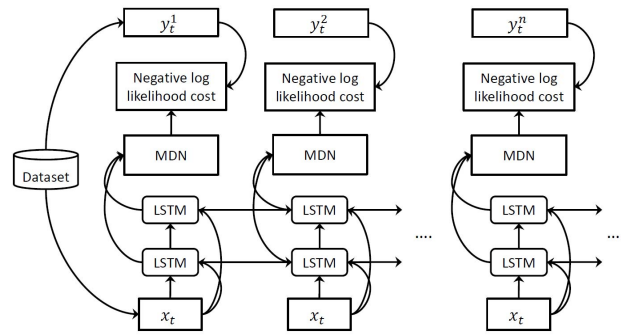 y_t^1 y_t^2 y_t^n
Negative log likelihood cost
Negative log likelihood cost
Negative log likelihood cost
MDN MDN MDN
Dataset
LSTM LSTM LSTM
.... ...
LSTM LSTM LSTM
x_t x_t x_t